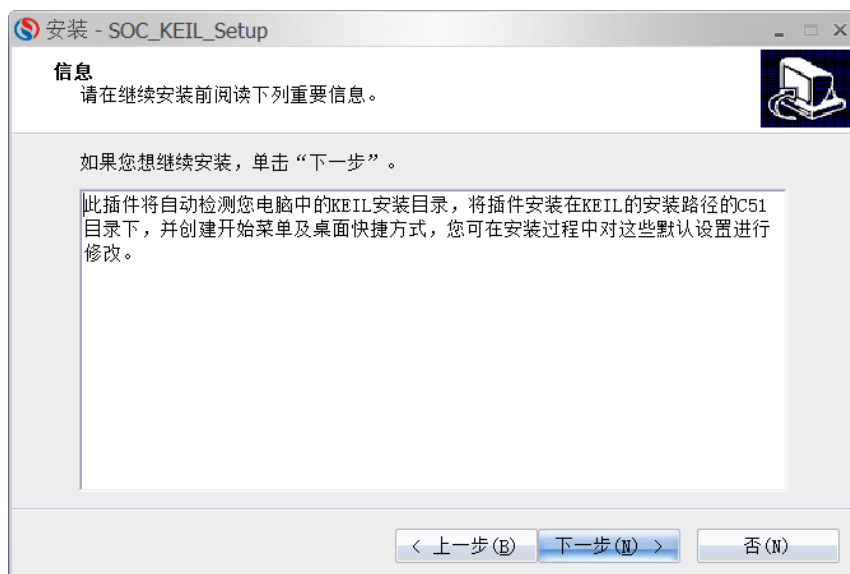 安装 - SOC_KEIL_Setup
信息
请在继续安装前阅读下列重要信息。
如果您想继续安装，单击“下一步”。
此插件将自动检测您电脑中的KEIL安装目录，将插件安装在KEIL的安装路径的C51
目录下，并创建开始菜单及桌面快捷方式，您可在安装过程中对这些默认设置进行
修改。
< 上一步(B) 下一步(N) > 否(N)